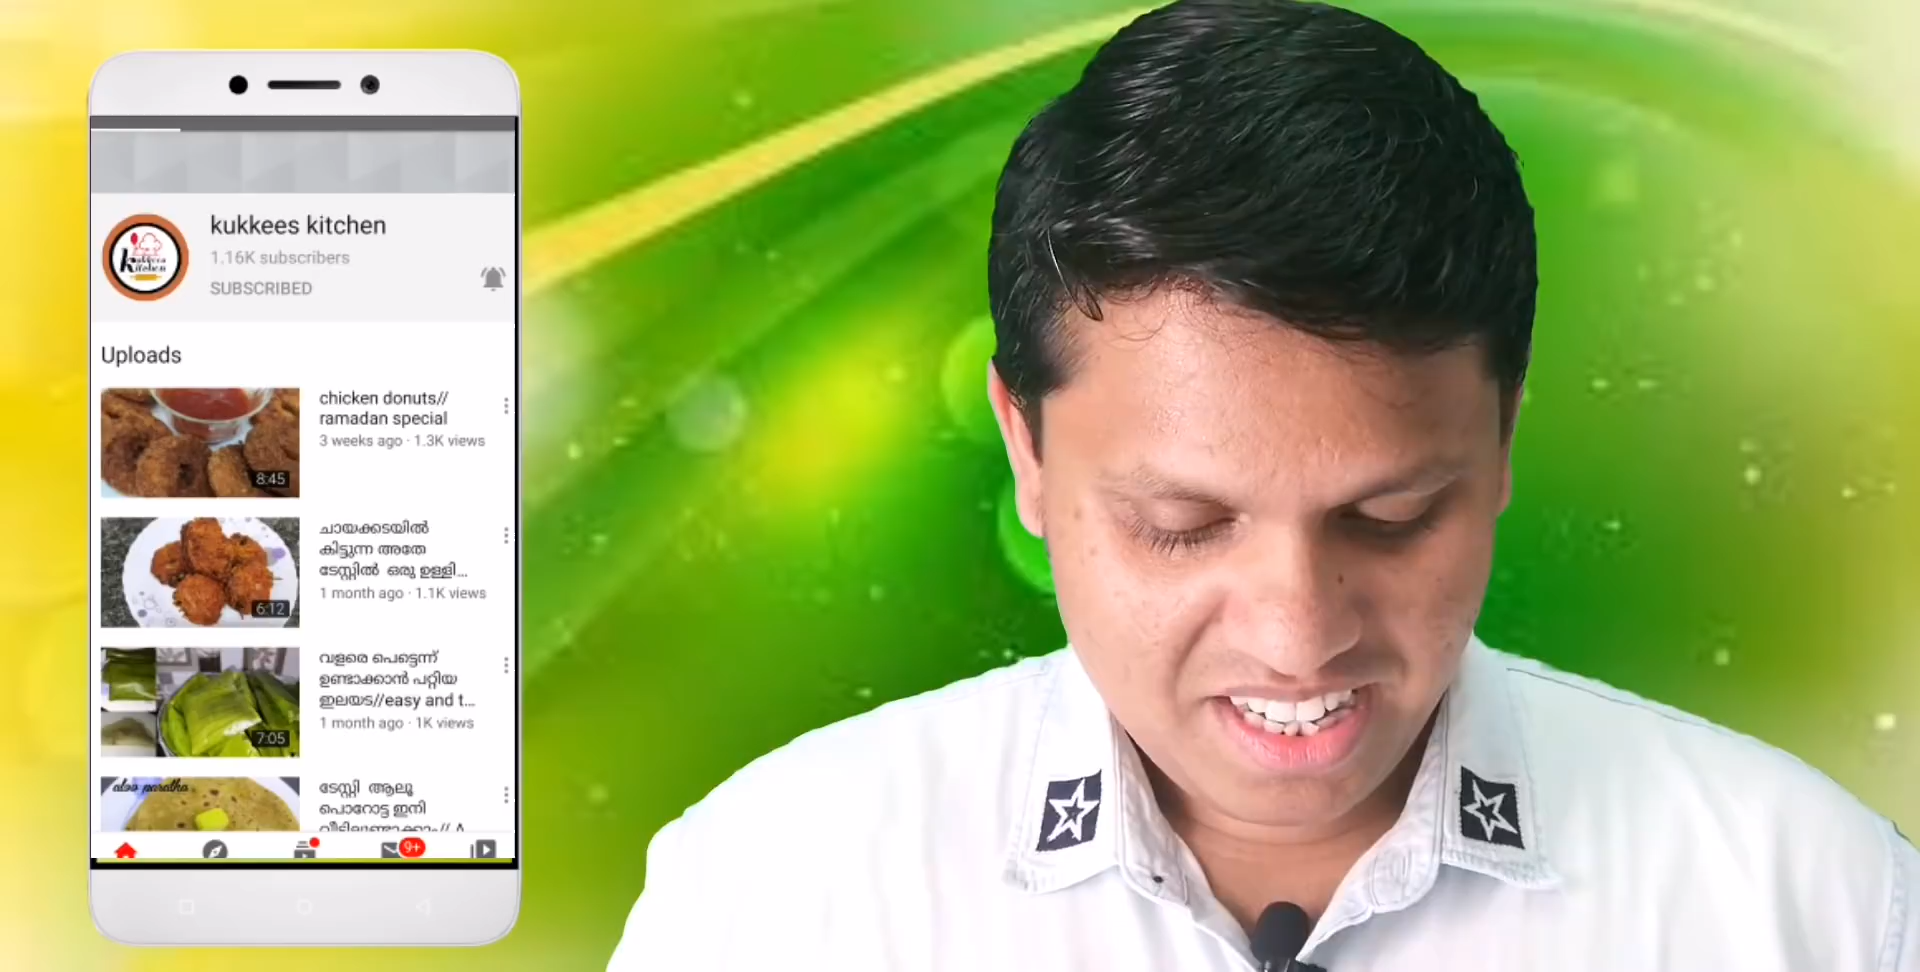 kukkees kitchen
1.16K subscribers
SUBSCRIBED
kukkees
kitchen
Uploads
chicken donuts//
ramadan special
3 weeks ago · 1.3K views
8:45
ചായക്കടയിൽ
കിട്ടുന്ന അതേ
ടേസ്റ്റിൽ ഒരു ഉള്ളി...
1 month ago · 1.1K views
6:12
വളരെ പെട്ടെന്ന്
ഉണ്ടാക്കാൻ പറ്റിയ
ഇലയട//easy and t...
1 month ago · 1K views
7:05
aloo paratha
ടേസ്റ്റി ആലൂ
പൊറോട്ട ഇനി
വീട്ടിലുണ്ടാക്കാം// A
9+